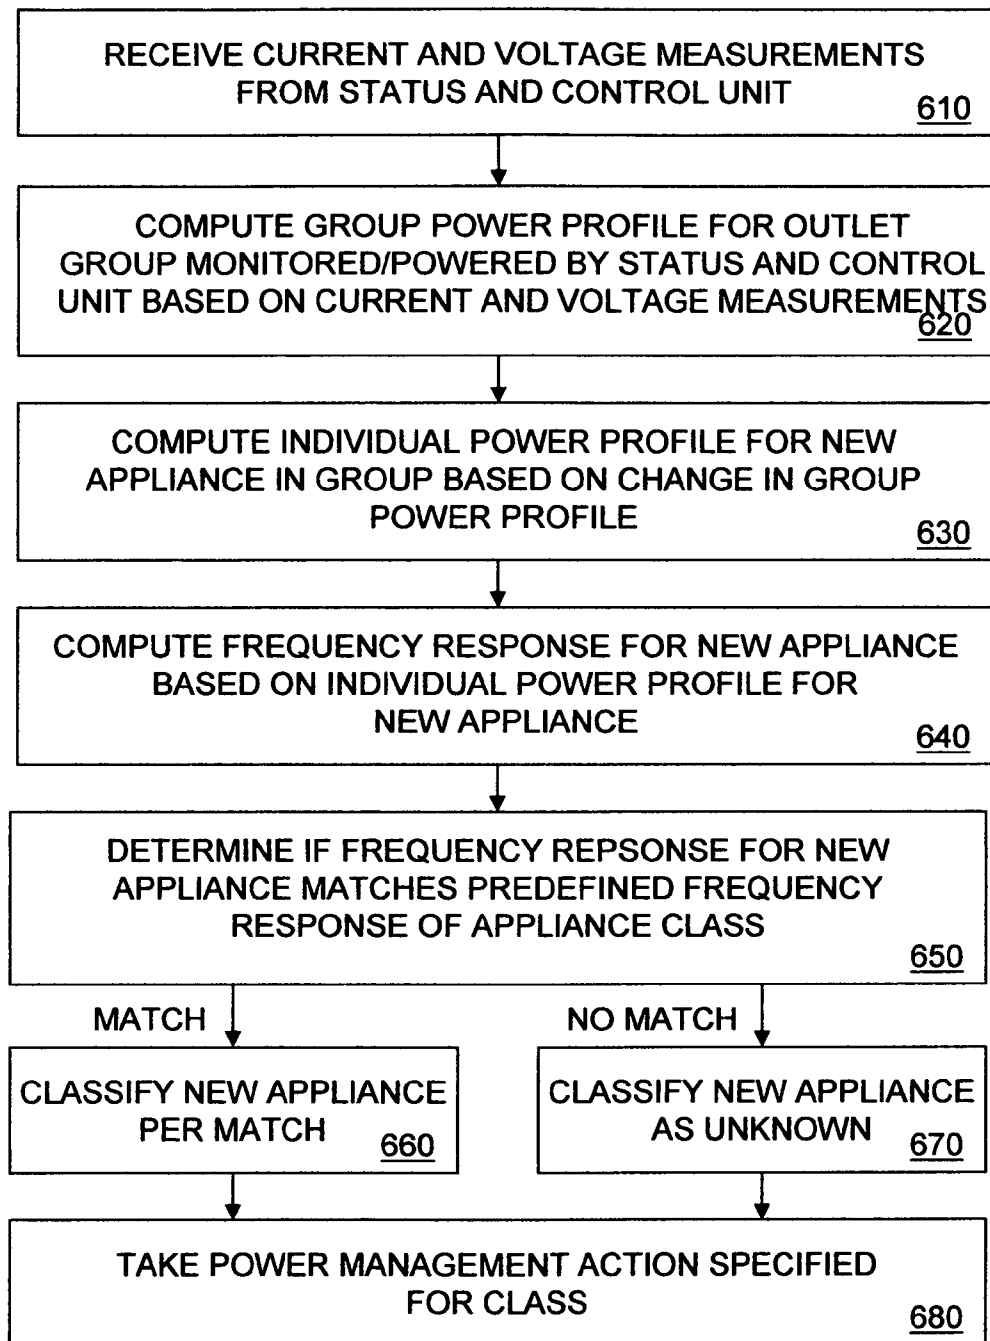 RECEIVE CURRENT AND VOLTAGE MEASUREMENTS
FROM STATUS AND CONTROL UNIT
610
COMPUTE GROUP POWER PROFILE FOR OUTLET
GROUP MONITORED/POWERED BY STATUS AND CONTROL
UNIT BASED ON CURRENT AND VOLTAGE MEASUREMENTS
620
COMPUTE INDIVIDUAL POWER PROFILE FOR NEW
APPLIANCE IN GROUP BASED ON CHANGE IN GROUP
POWER PROFILE
630
COMPUTE FREQUENCY RESPONSE FOR NEW APPLIANCE
BASED ON INDIVIDUAL POWER PROFILE FOR
NEW APPLIANCE
640
DETERMINE IF FREQUENCY REPSONSE FOR NEW
APPLIANCE MATCHES PREDEFINED FREQUENCY
RESPONSE OF APPLIANCE CLASS
650
MATCH
NO MATCH
CLASSIFY NEW APPLIANCE
PER MATCH
660
CLASSIFY NEW APPLIANCE
AS UNKNOWN
670
TAKE POWER MANAGEMENT ACTION SPECIFIED
FOR CLASS
680